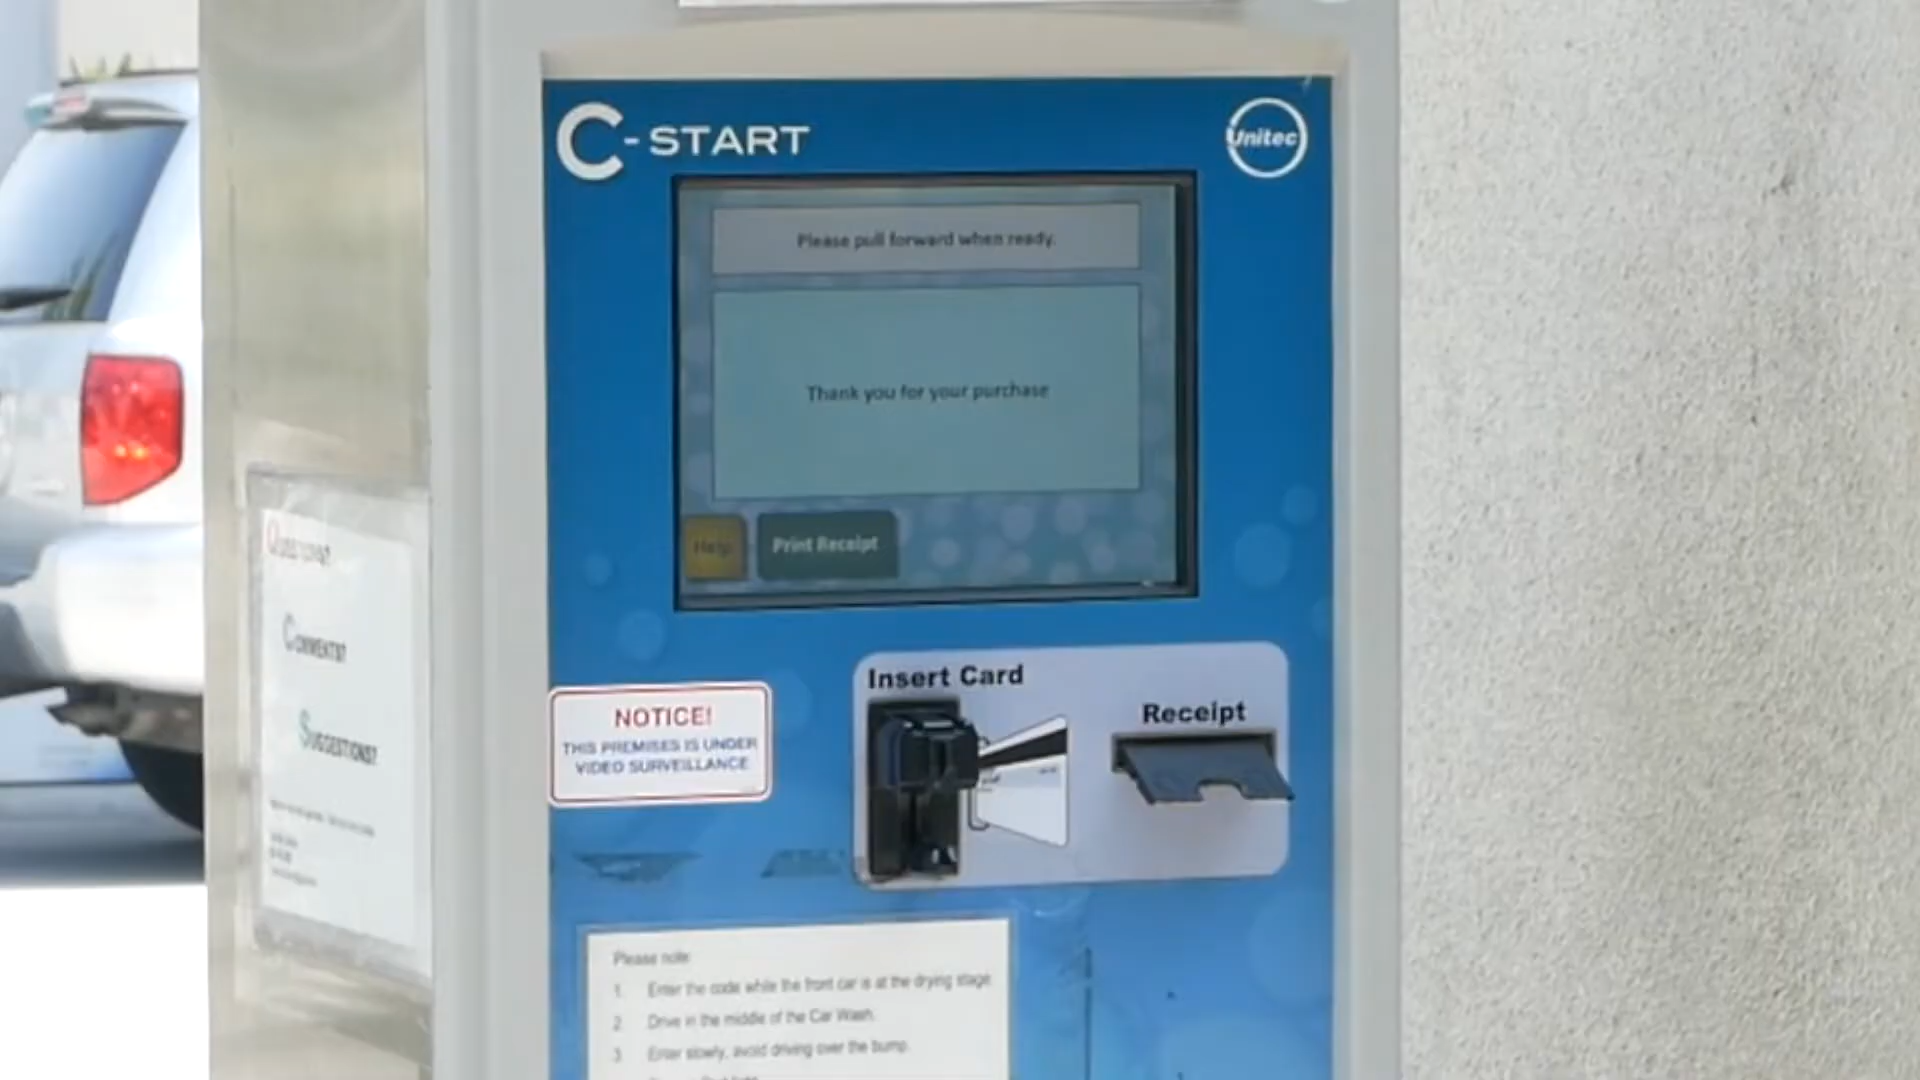 C-START
Unitec
Please pull forward when ready.
Thank you for your purchase
Help
Print Receipt
Insert Card
Receipt
NOTICE!
THIS PREMISES IS UNDER
VIDEO SURVEILLANCE
QUESTIONS?
COMMENTS?
SUGGESTIONS?
Please note:
1. Enter the code while the front car is at the drying stage
2. Drive in the middle of the Car Wash.
3. Enter slowly, avoid driving over the bump.